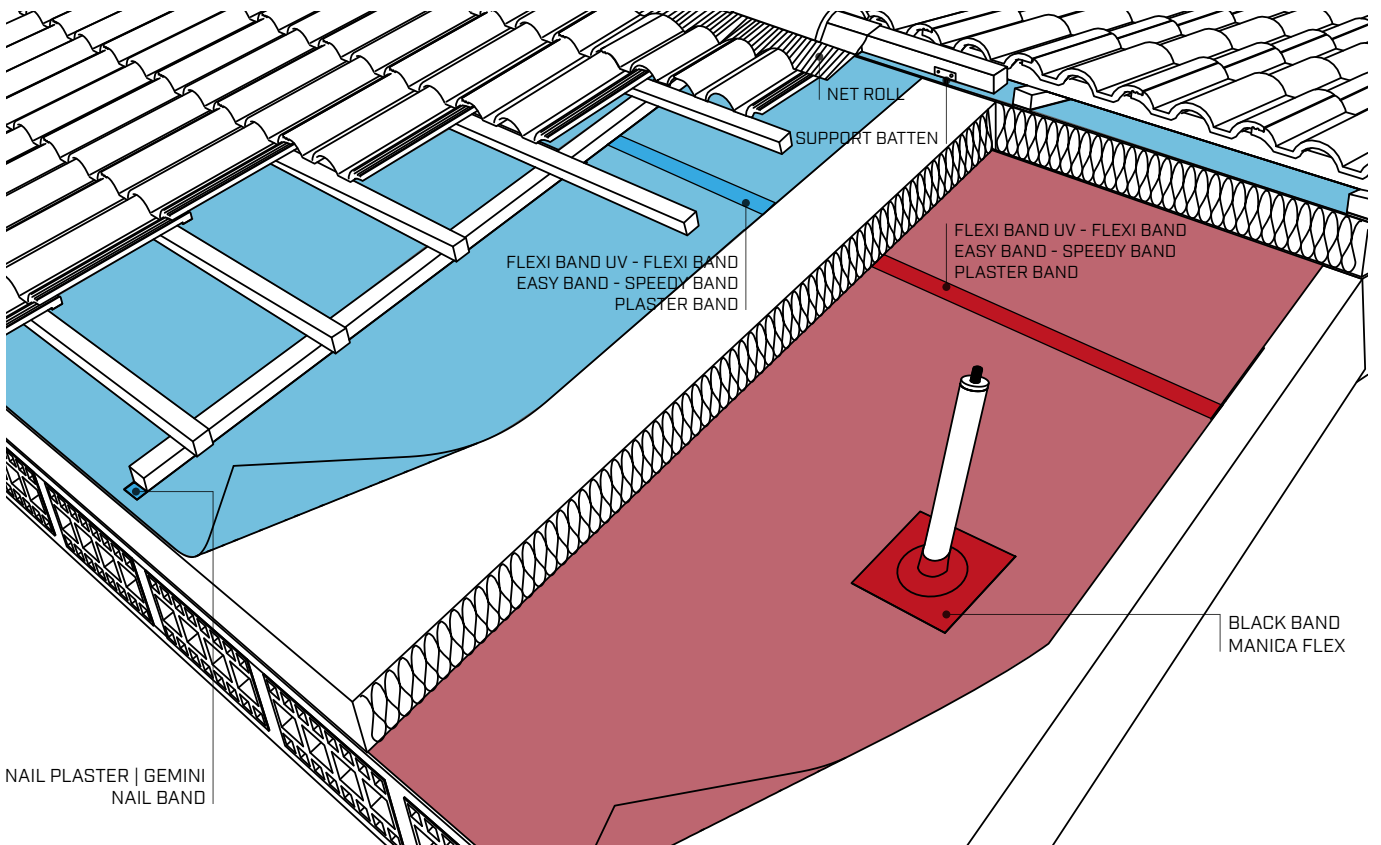 NET ROLL
SUPPORT BATTEN
FLEXI BAND UV - FLEXI BAND
EASY BAND - SPEEDY BAND
PLASTER BAND
FLEXI BAND UV - FLEXI BAND
EASY BAND - SPEEDY BAND
PLASTER BAND
BLACK BAND
MANICA FLEX
NAIL PLASTER | GEMINI
NAIL BAND